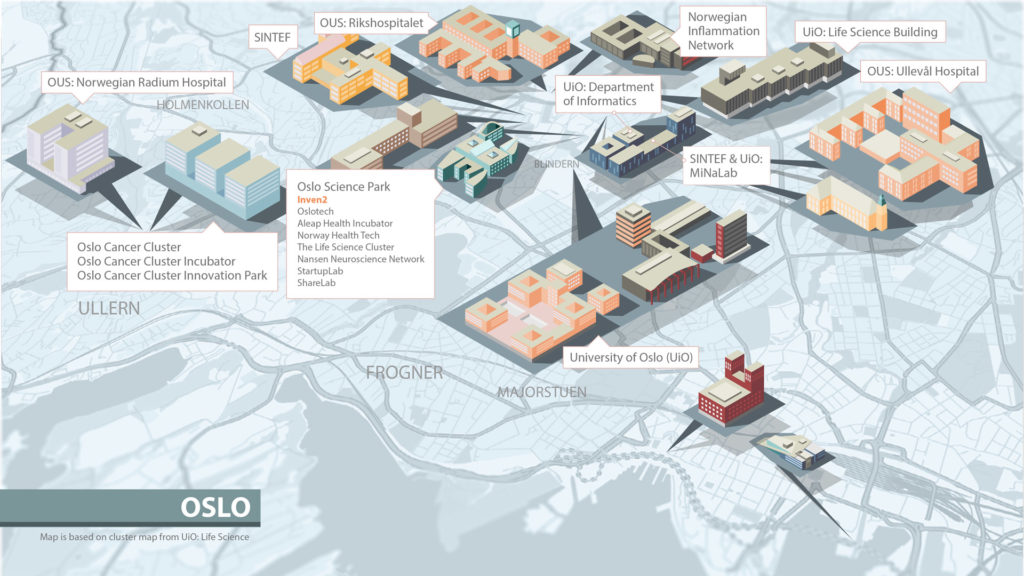 SINTEF
OUS: Rikshospitalet
Norwegian
Inflammation
Network
UiO: Life Science Building
OUS: Norwegian Radium Hospital
OUS: Ullevål Hospital
HOLMENKOLLEN
UiO: Department
of Informatics
BLINDERN
SINTEF & UiO:
MiNaLab
Oslo Science Park
Inven2
Oslotech
Aleap Health Incubator
Norway Health Tech
The Life Science Cluster
Nansen Neuroscience Network
StartupLab
ShareLab
Oslo Cancer Cluster
Oslo Cancer Cluster Incubator
Oslo Cancer Cluster Innovation Park
ULLERN
University of Oslo (UiO)
FROGNER
MAJORSTUEN
OSLO
Map is based on cluster map from UiO: Life Science